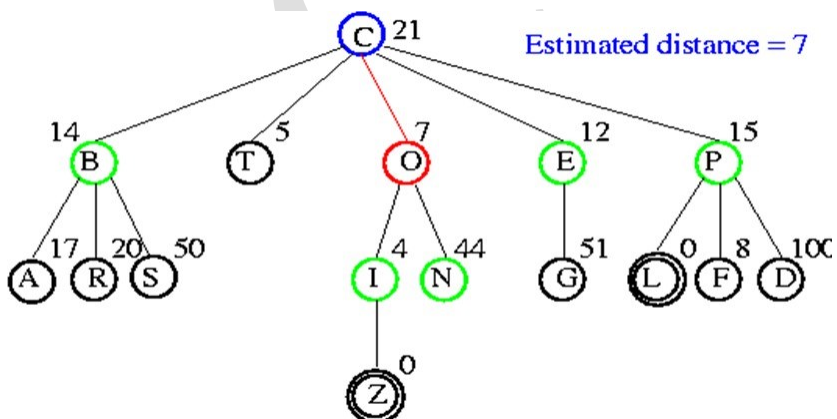 C 21
Estimated distance = 7
14 5 7 12 15
B T O E P
17 20 50 4 44 51 0 8 100
A R S I N G L F D
0
Z